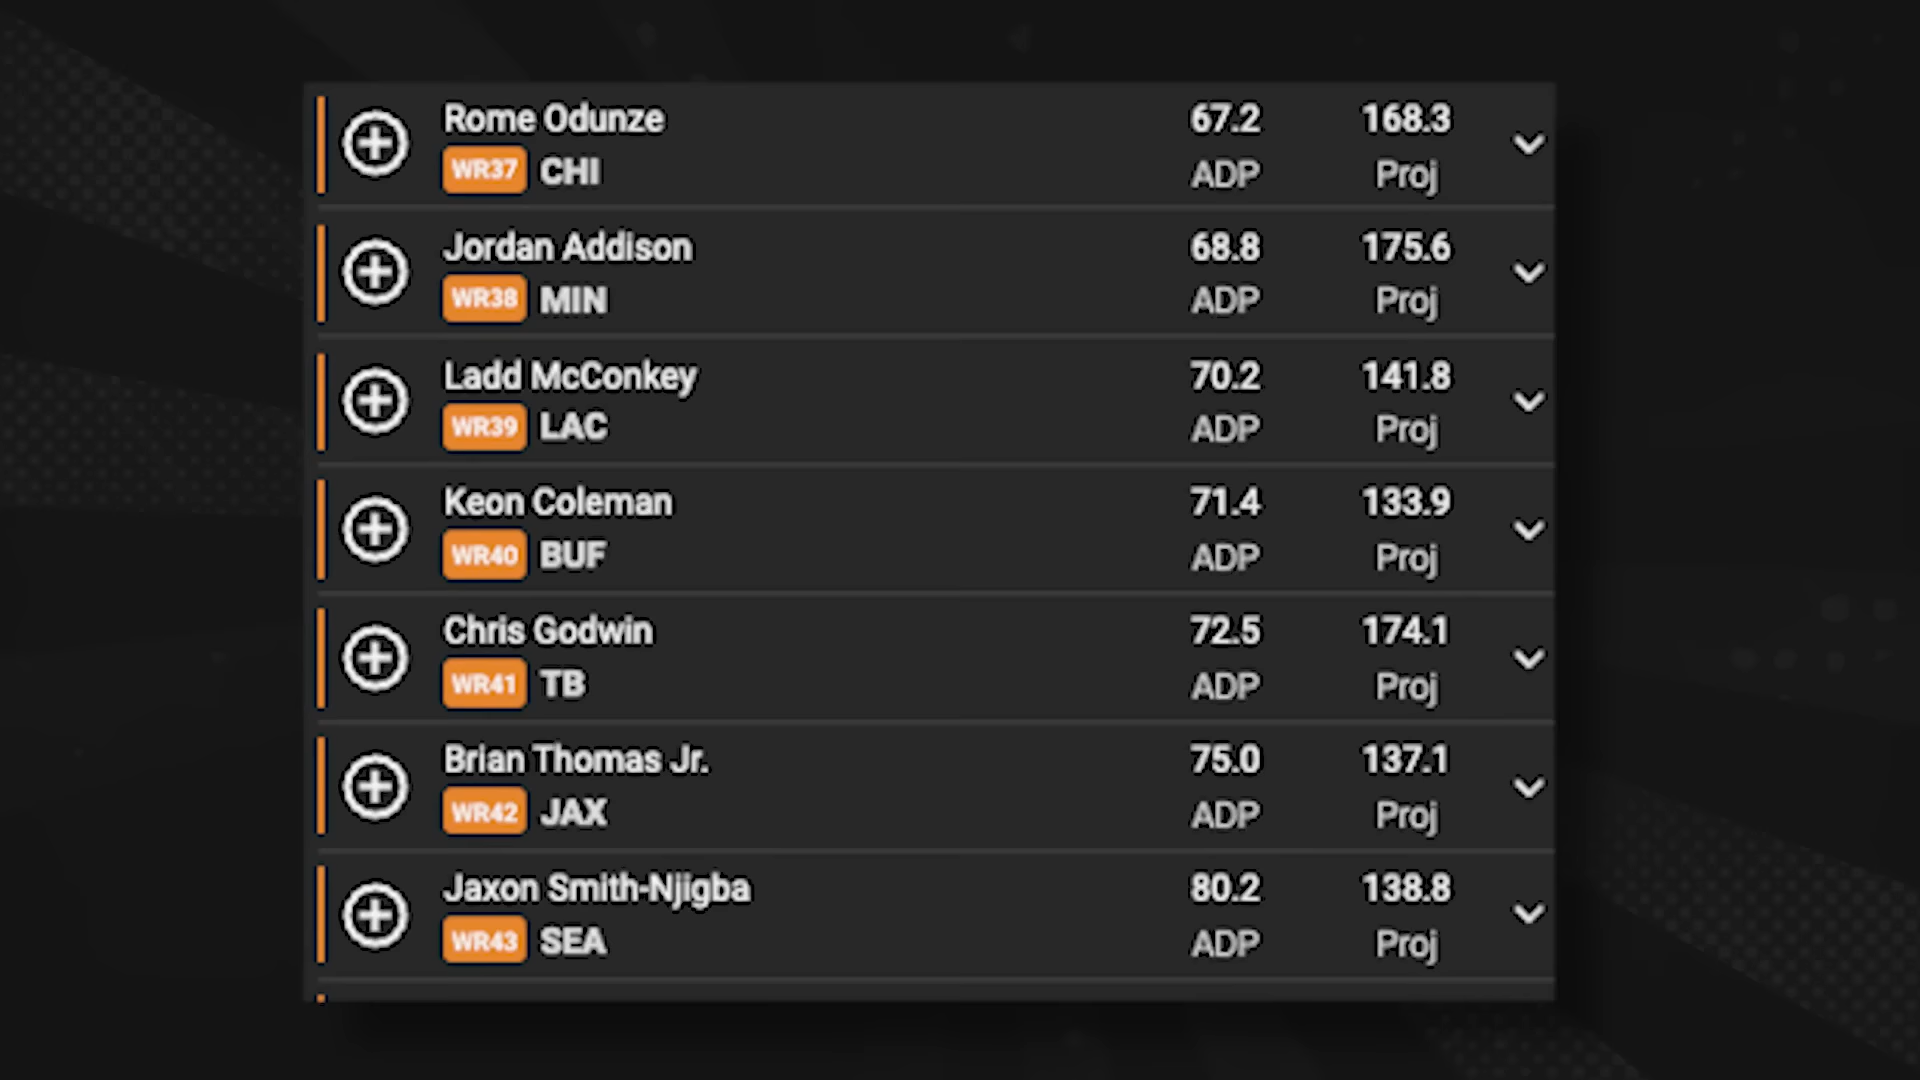 Rome Odunze 67.2 168.3
WR37 CHI ADP Proj
Jordan Addison 68.8 175.6
WR38 MIN ADP Proj
Ladd McConkey 70.2 141.8
WR39 LAC ADP Proj
Keon Coleman 71.4 133.9
WR40 BUF ADP Proj
Chris Godwin 72.5 174.1
WR41 TB ADP Proj
Brian Thomas Jr. 75.0 137.1
WR42 JAX ADP Proj
Jaxon Smith-Njigba 80.2 138.8
WR43 SEA ADP Proj